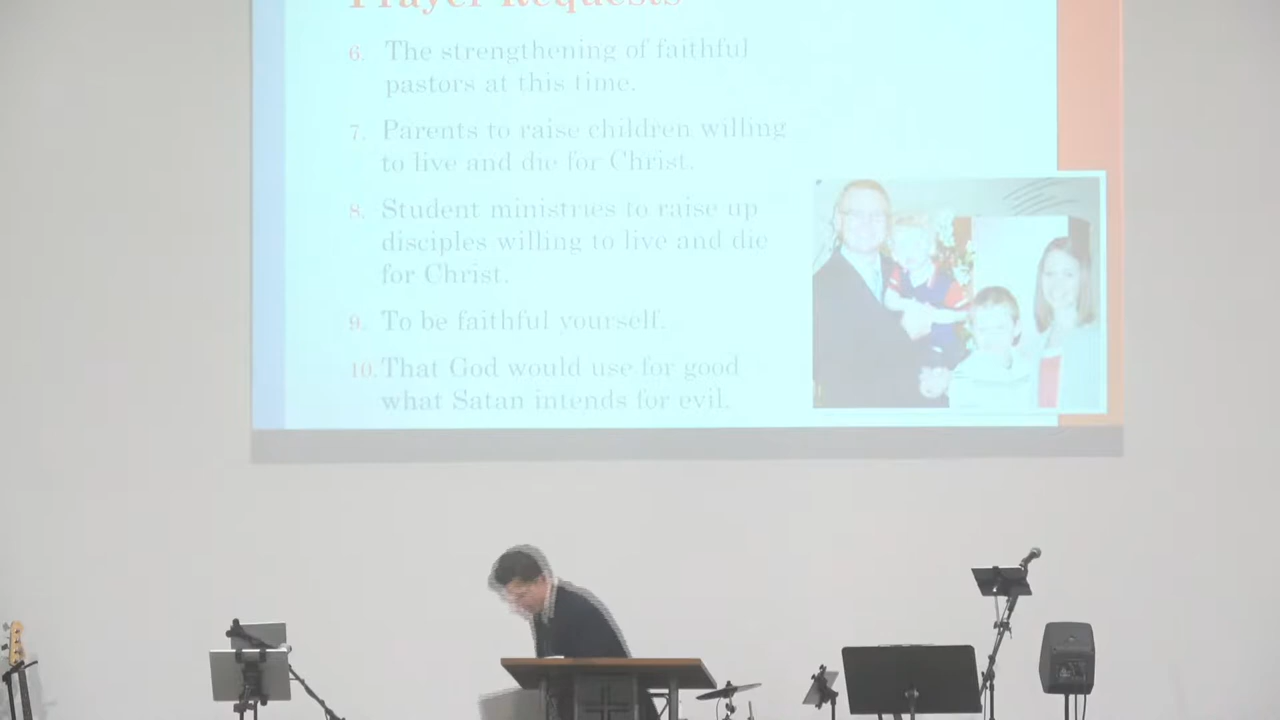 Prayer Requests
6. The strengthening of faithful
pastors at this time.
7. Parents to raise children willing
to live and die for Christ.
8. Student ministries to raise up
disciples willing to live and die
for Christ.
9. To be faithful yourself.
10. That God would use for good
what Satan intends for evil.